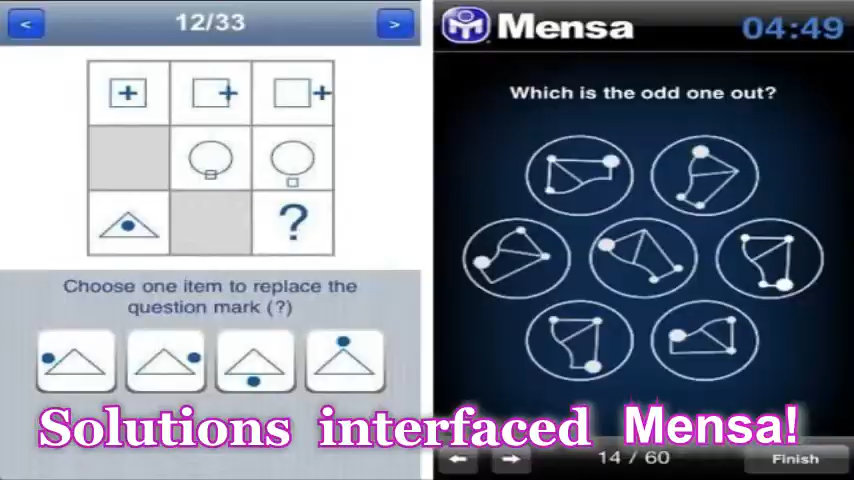 < 12/33 >
Mensa 04:49
Which is the odd one out?
?
Choose one item to replace the
question mark (?)
Solutions interfaced Mensa!
14 / 60 Finish